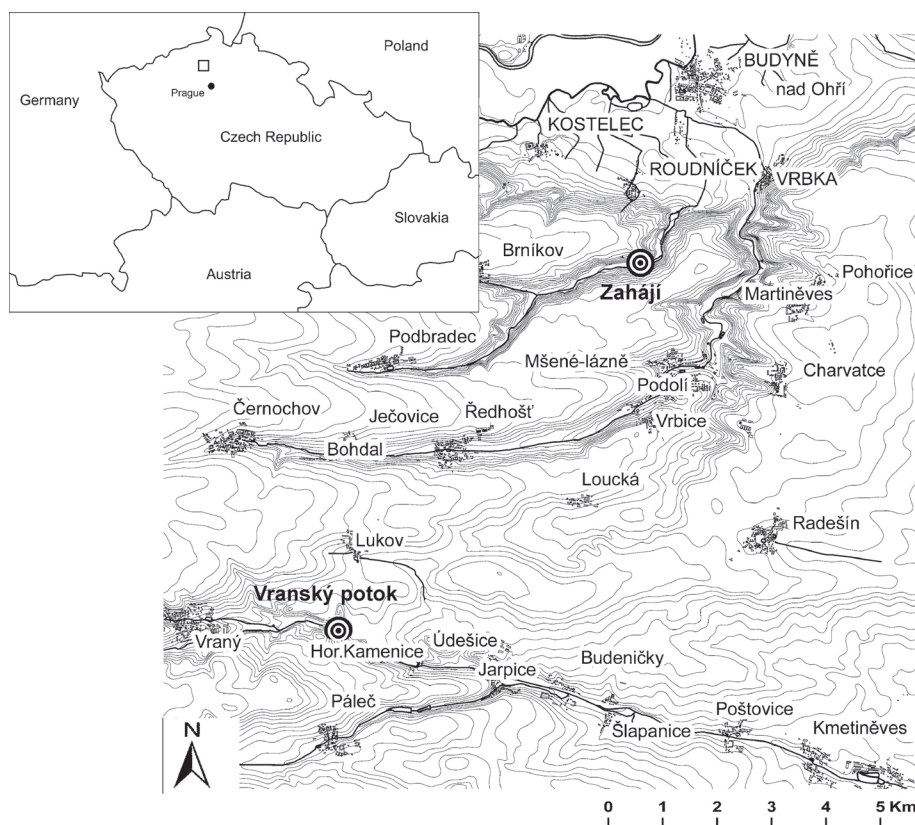 Poland
Germany
Prague
Czech Republic
Slovakia
Austria
BUDYNĚ
nad Ohří
KOSTELEC
ROUDNÍČEK
VRBKA
Brníkov
Zahájí
Pohořice
Martiněves
Podbradec
Mšené-lázně
Charvatce
Podolí
Černochov
Ječovice
Ředhošť
Vrbice
Bohdal
Loucká
Radešín
Lukov
Vranský potok
Vraný
Hor.Kamenice
Údešice
Jarpice
Budeničky
Páleč
Šlapanice
Poštovice
Kmetiněves
N
0 1 2 3 4 5 Km